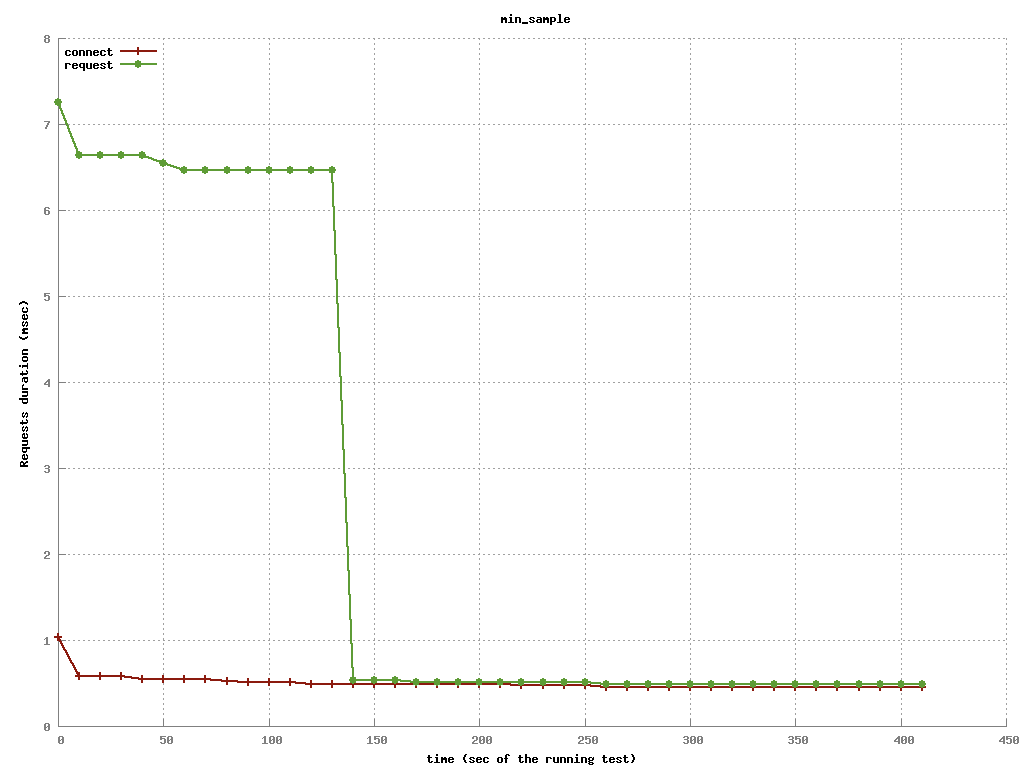 min_sample
connect
request
8
7
6
5
4
3
2
1
0
Requests duration (msec)
0 50 100 150 200 250 300 350 400 450
time (sec of the running test)